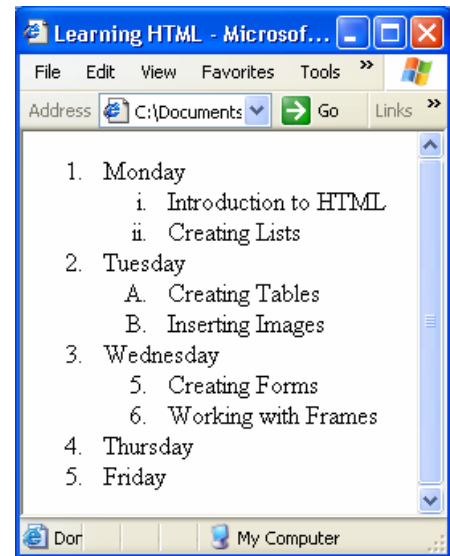 Learning HTML - Microsof...
File Edit View Favorites Tools »
Address C:\Documents Go Links »
1. Monday
i. Introduction to HTML
ii. Creating Lists
2. Tuesday
A. Creating Tables
B. Inserting Images
3. Wednesday
5. Creating Forms
6. Working with Frames
4. Thursday
5. Friday
Dor My Computer